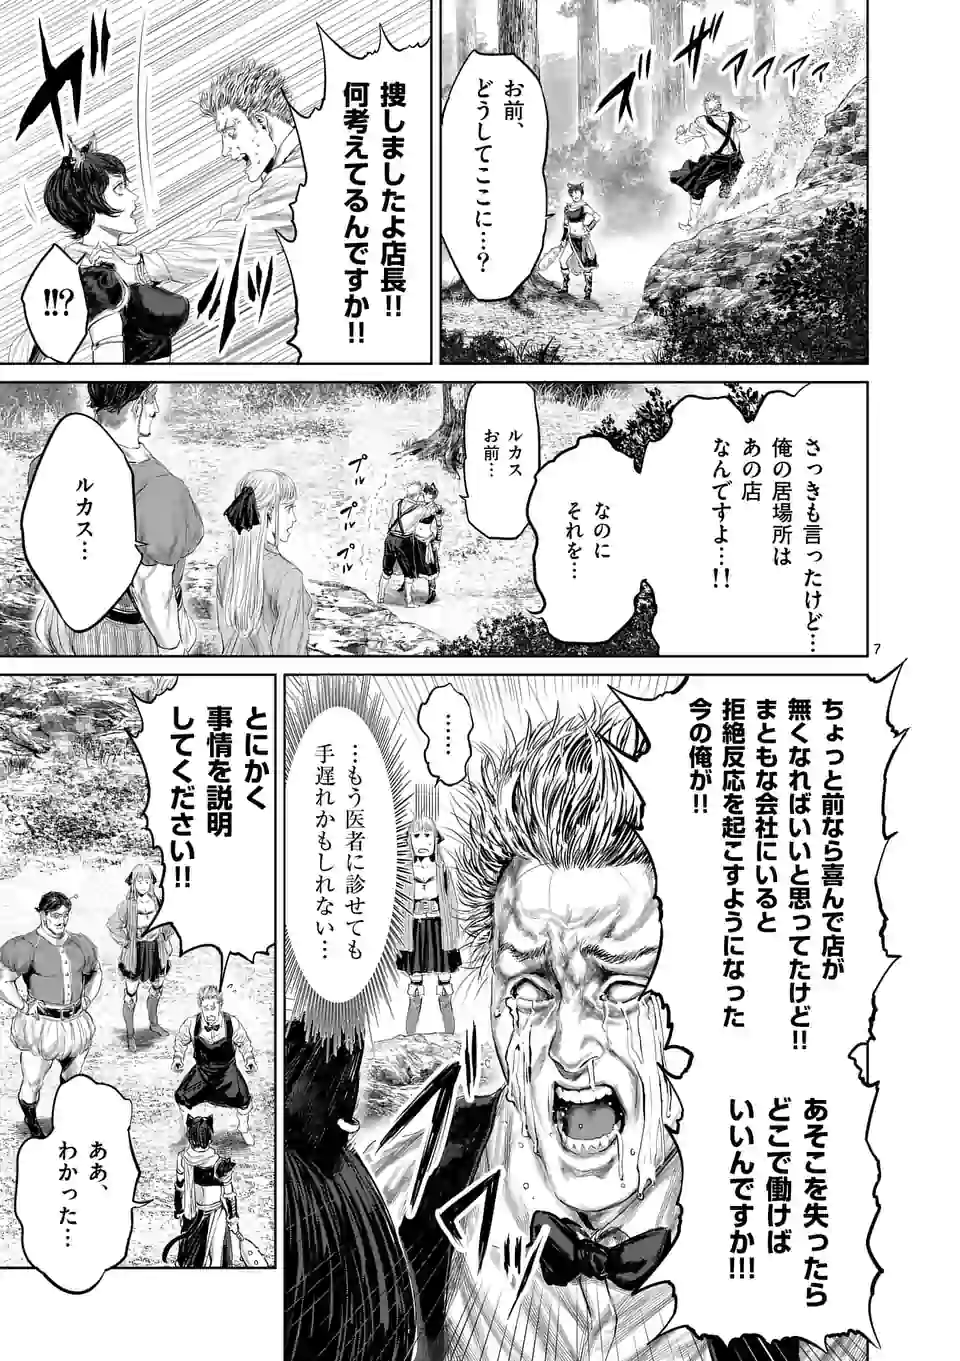 ズァァァァ
お前、
どうしてここに…？
ガッ
捜しましたよ店長!!
何考えてるんですか!!
!!?
さっきも言ったけど…
俺の居場所は
あの店
なんですよ…!!
なのに
それを…
ルカス
お前…
プルプルプル
ルカス…
ちょっと前なら喜んで店が
無くなればいいと思ってたけど!!
まともな会社にいると
拒絶反応を起こすようになった
今の俺が!!
あそこを失ったら
どこで働けば
いいんですか!!!
……
…もう医者に診せても
手遅れかもしれない…
とにかく
事情を説明
してください!!
ああ、
わかった…
7